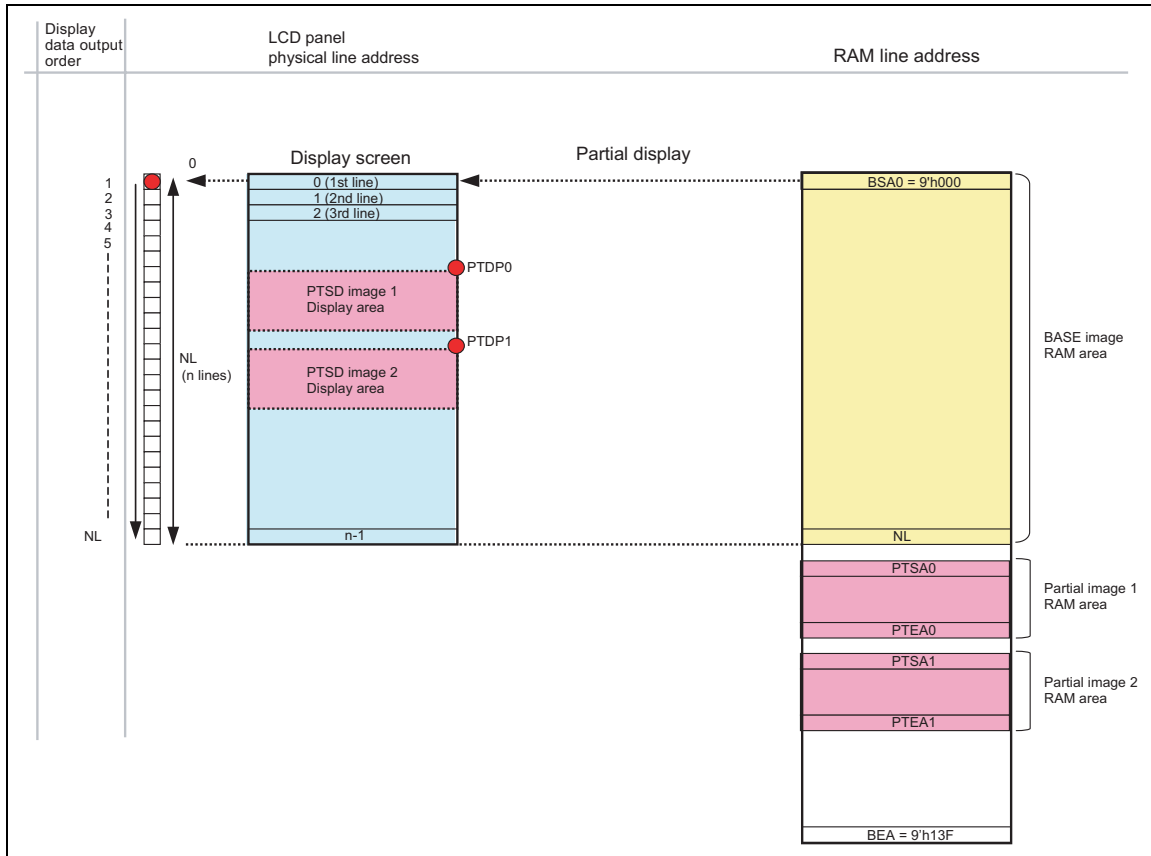 Display
data output
order
LCD panel
physical line address
RAM line address
0
Display screen
Partial display
1
2
3
4
5
NL
NL
(n lines)
0 (1st line)
1 (2nd line)
2 (3rd line)
PTDP0
PTSD image 1
Display area
PTDP1
PTSD image 2
Display area
n-1
BSA0 = 9'h000
BASE image
RAM area
NL
PTSA0
PTEA0
Partial image 1
RAM area
PTSA1
PTEA1
Partial image 2
RAM area
BEA = 9'h13F